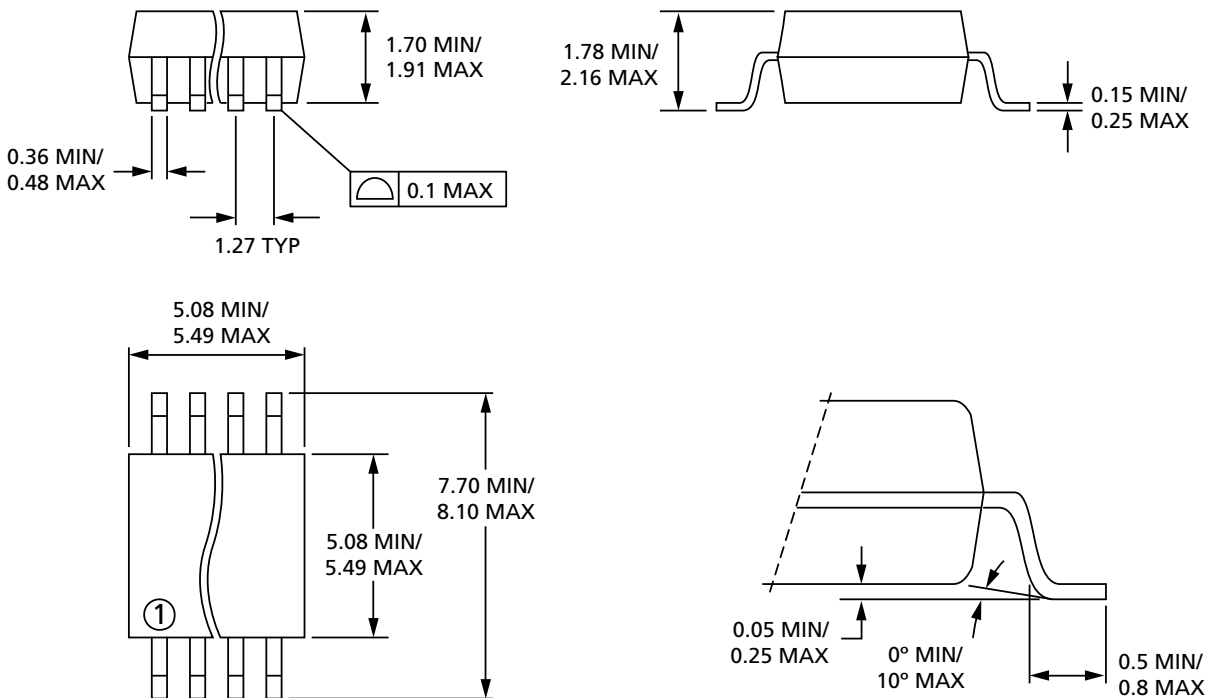 1.70 MIN/
1.91 MAX
1.78 MIN/
2.16 MAX
0.15 MIN/
0.25 MAX
0.36 MIN/
0.48 MAX
0.1 MAX
1.27 TYP
5.08 MIN/
5.49 MAX
7.70 MIN/
8.10 MAX
5.08 MIN/
5.49 MAX
1
0.05 MIN/
0.25 MAX
0º MIN/
10º MAX
0.5 MIN/
0.8 MAX